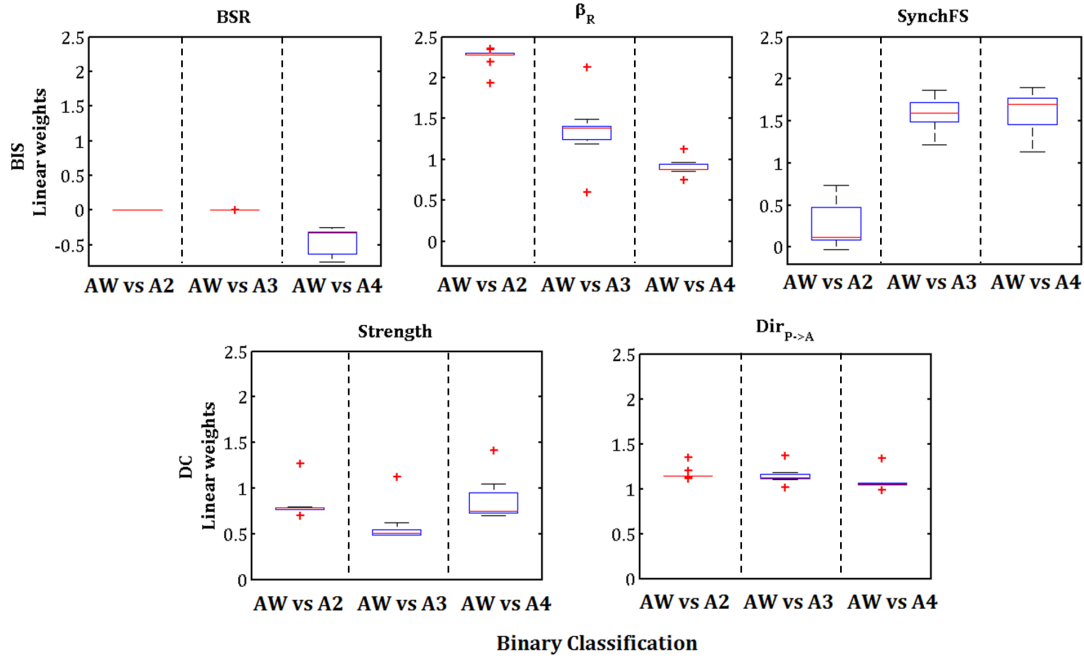 BSR
β_R
SynchFS
BIS
Linear weights
2.5
2
1.5
1
0.5
0
-0.5
2.5
2
1.5
1
0.5
0
2.5
2
1.5
1
0.5
0
AW vs A2 AW vs A3 AW vs A4
AW vs A2 AW vs A3 AW vs A4
AW vs A2 AW vs A3 AW vs A4
Strength
Dir_P->A
DC
Linear weights
2.5
2
1.5
1
0.5
0
2.5
2
1.5
1
0.5
0
AW vs A2 AW vs A3 AW vs A4
AW vs A2 AW vs A3 AW vs A4
Binary Classification